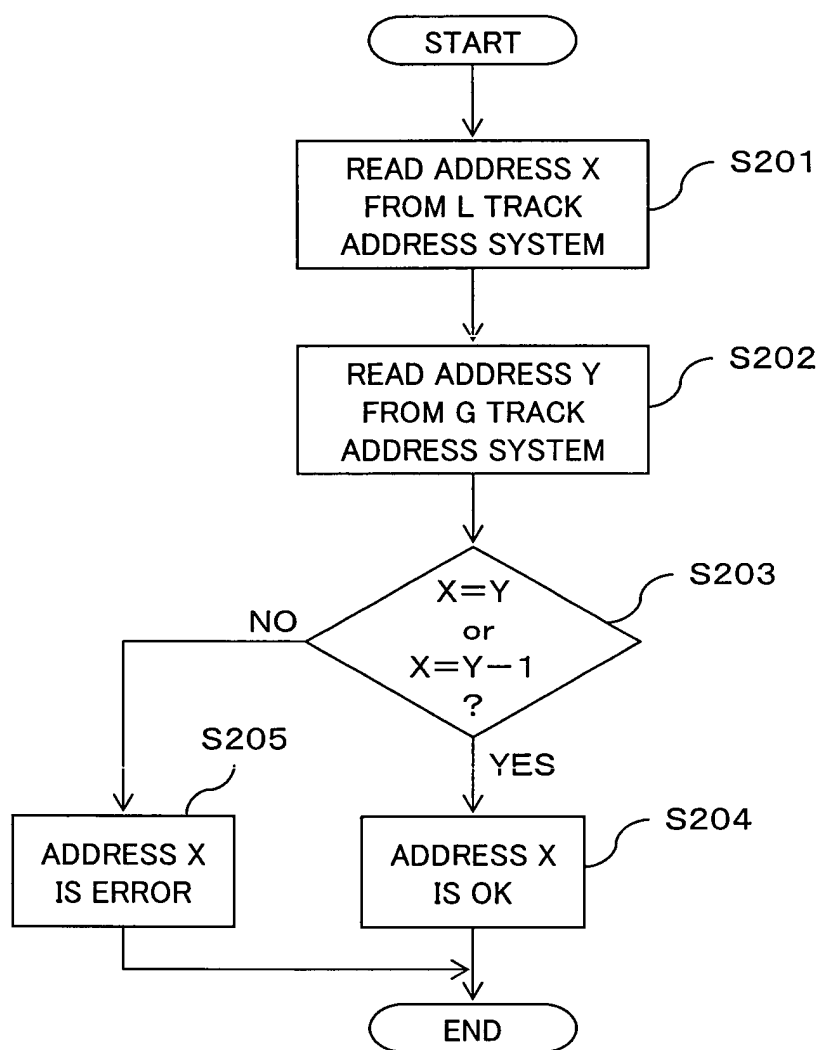 START
READ ADDRESS X
FROM L TRACK
ADDRESS SYSTEM
S201
READ ADDRESS Y
FROM G TRACK
ADDRESS SYSTEM
S202
X=Y
or
X=Y-1
?
S203
NO
YES
S205
ADDRESS X
IS ERROR
ADDRESS X
IS OK
S204
END